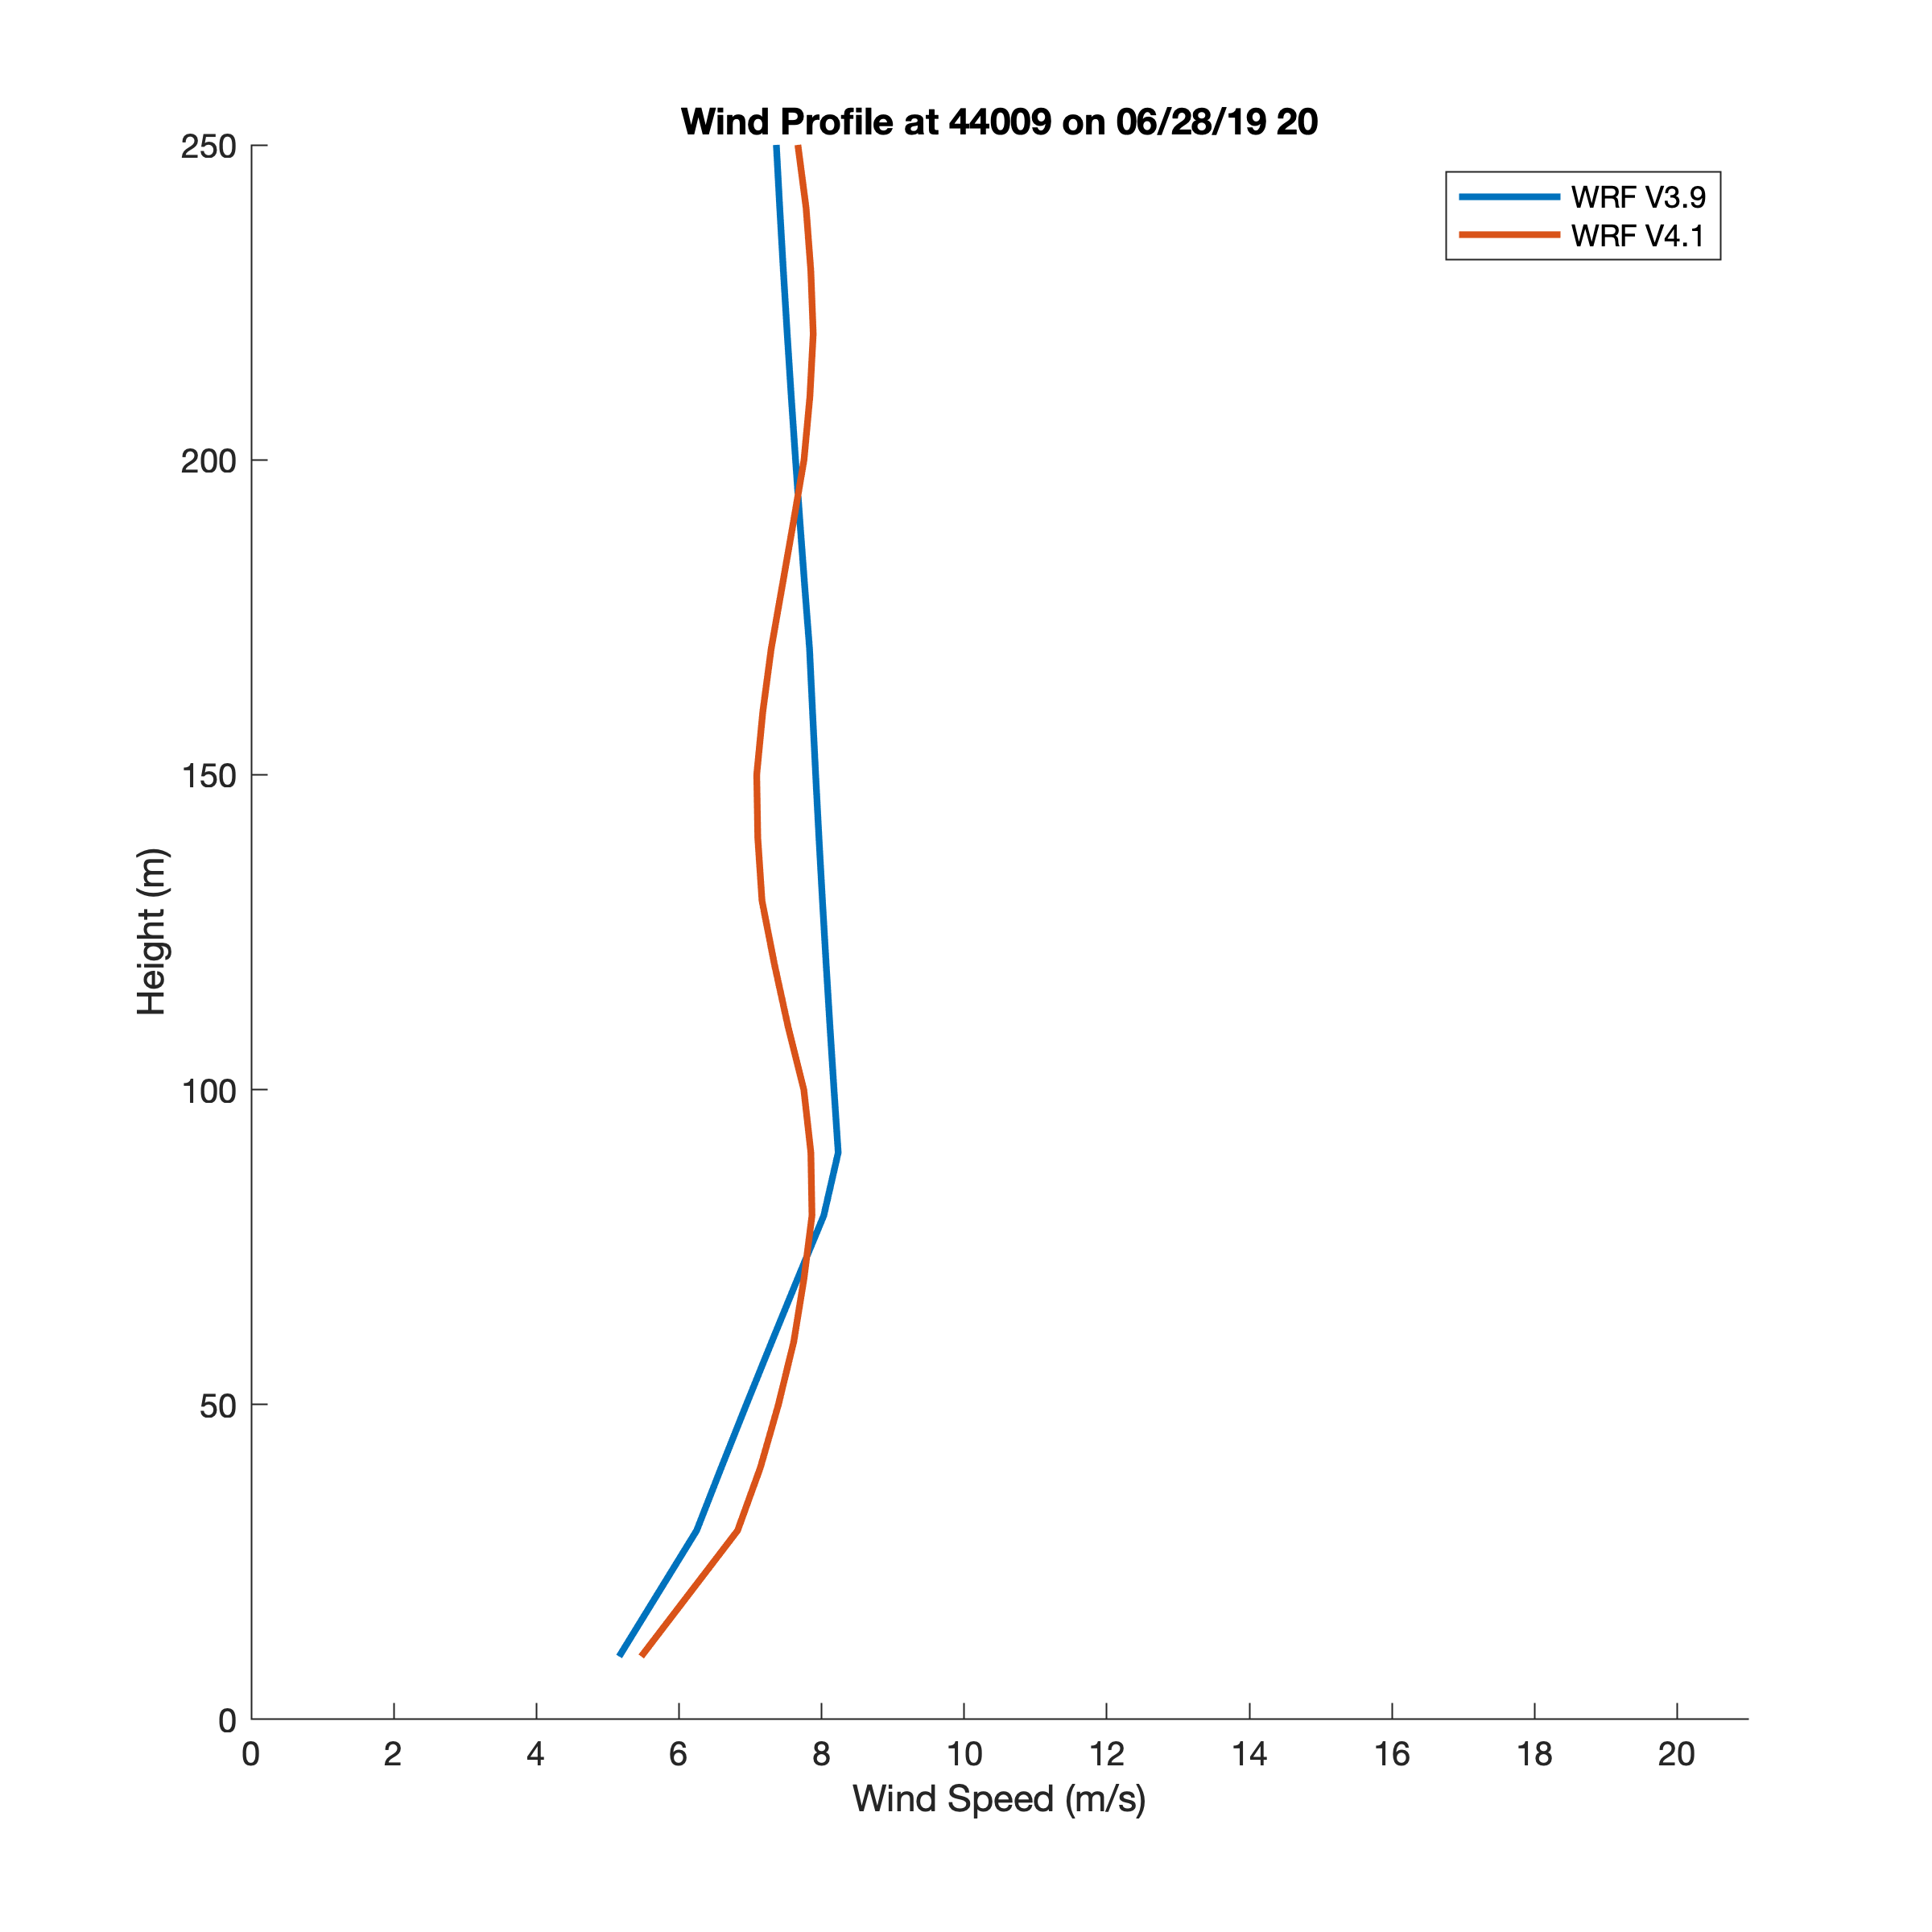 Wind Profile at 44009 on 06/28/19 20
WRF V3.9
WRF V4.1
250
200
150
100
50
0
Height (m)
0 2 4 6 8 10 12 14 16 18 20
Wind Speed (m/s)